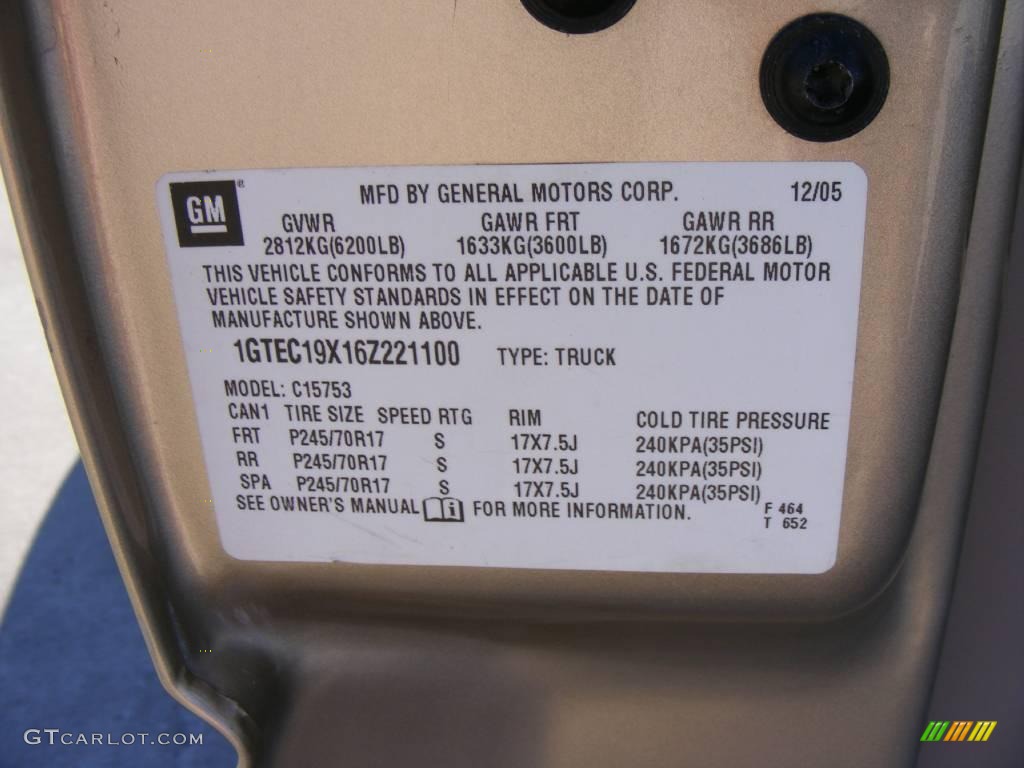 GM ® MFD BY GENERAL MOTORS CORP. 12/05
GVWR GAWR FRT GAWR RR
2812KG(6200LB) 1633KG(3600LB) 1672KG(3686LB)
THIS VEHICLE CONFORMS TO ALL APPLICABLE U.S. FEDERAL MOTOR
VEHICLE SAFETY STANDARDS IN EFFECT ON THE DATE OF
MANUFACTURE SHOWN ABOVE.
1GTEC19X16Z221100 TYPE: TRUCK
MODEL: C15753
CAN1 TIRE SIZE SPEED RTG RIM COLD TIRE PRESSURE
FRT P245/70R17 S 17X7.5J 240KPA(35PSI)
RR P245/70R17 S 17X7.5J 240KPA(35PSI)
SPA P245/70R17 S 17X7.5J 240KPA(35PSI)
SEE OWNER'S MANUAL i FOR MORE INFORMATION.
F 464
T 652
GTCARLOT.COM